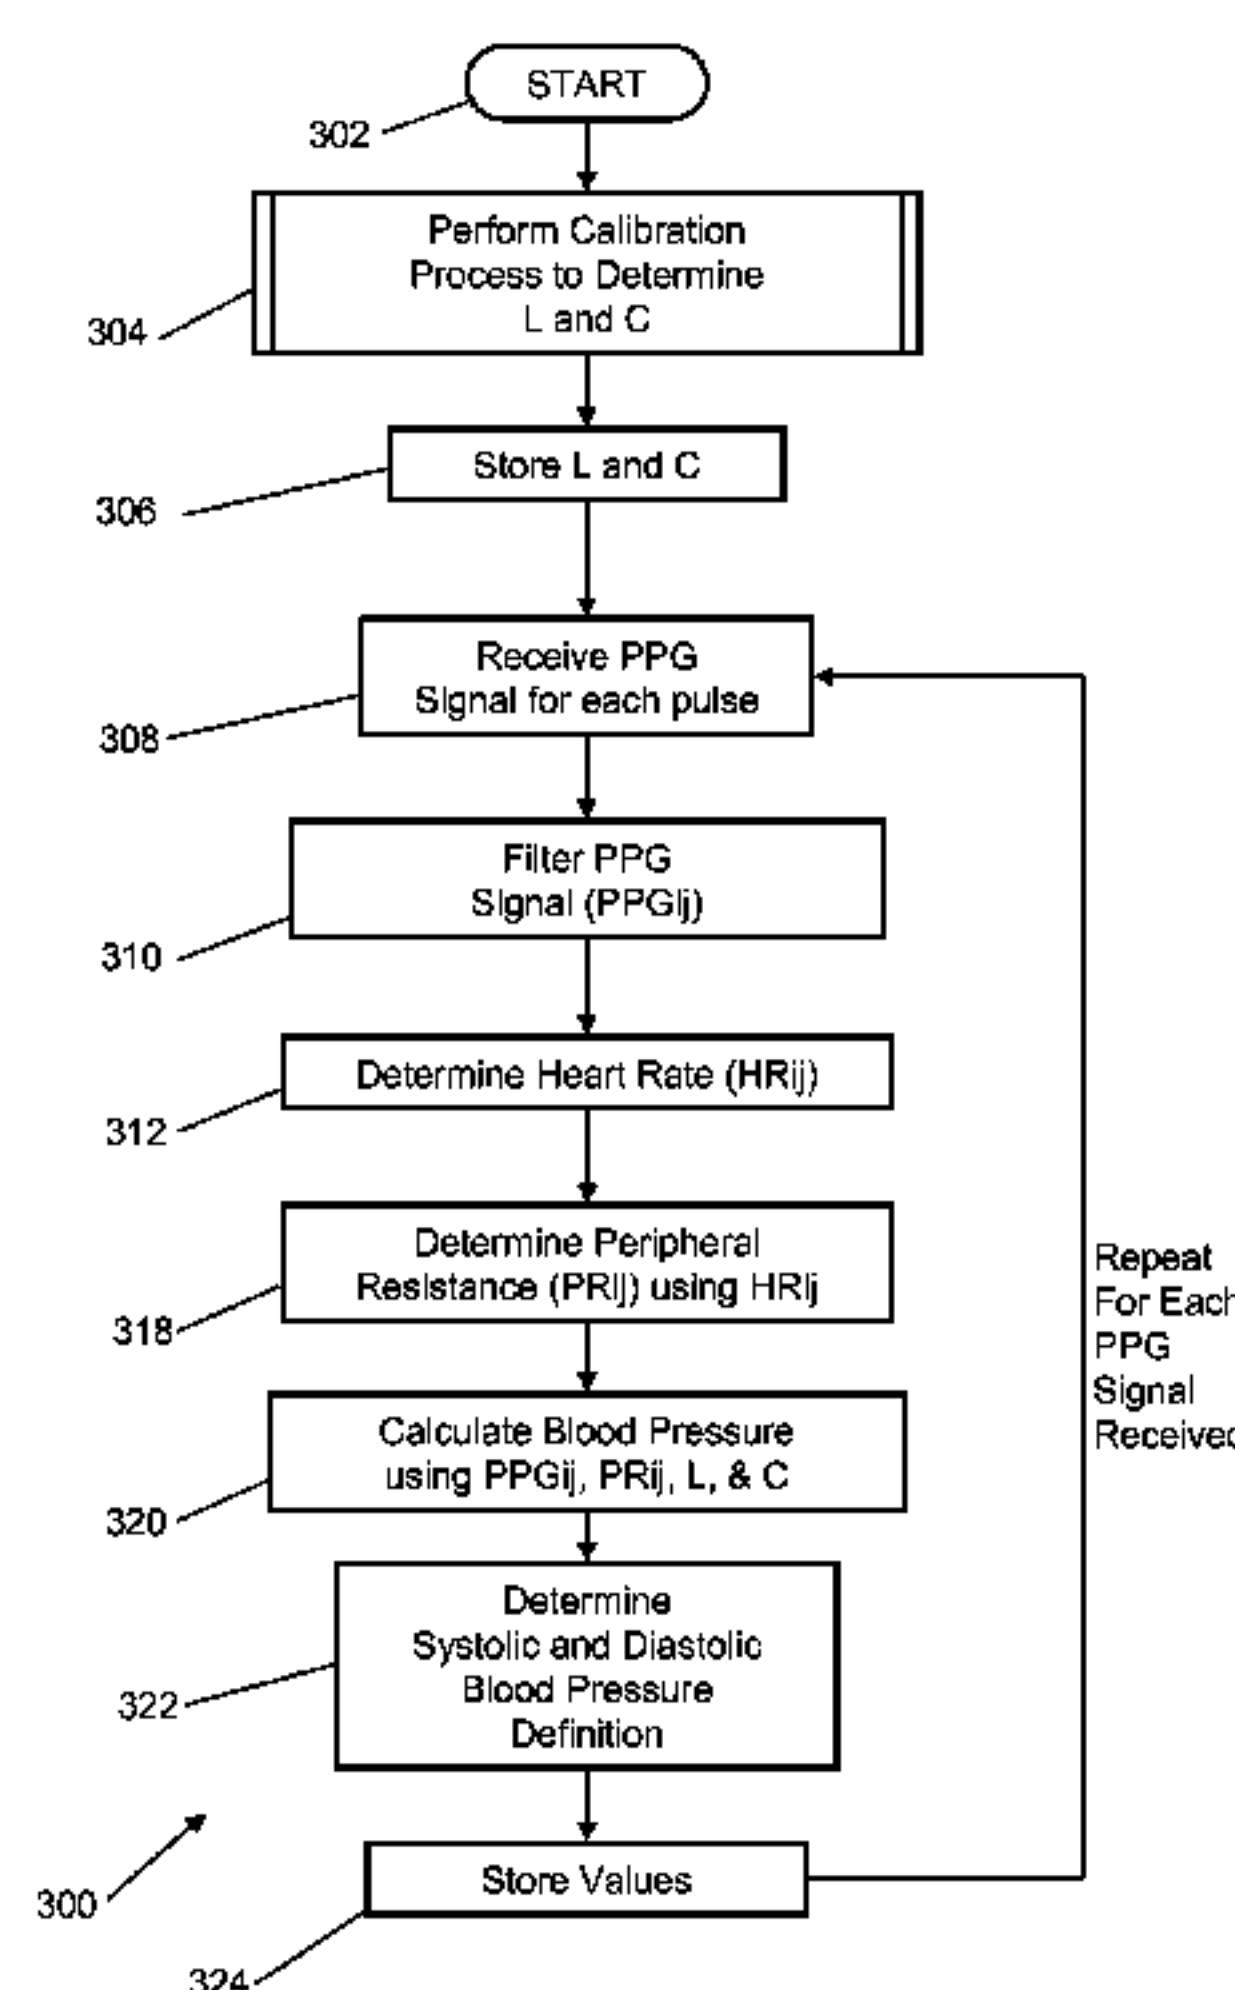 START
302
Perform Calibration
Process to Determine
L and C
304
Store L and C
306
Receive PPG
Signal for each pulse
308
Filter PPG
Signal (PPGij)
310
Determine Heart Rate (HRij)
312
Determine Peripheral
Resistance (PRij) using HRij
318
Repeat
For Each
PPG
Signal
Received
Calculate Blood Pressure
using PPGij, PRij, L, & C
320
Determine
Systolic and Diastolic
Blood Pressure
Definition
322
Store Values
300
324